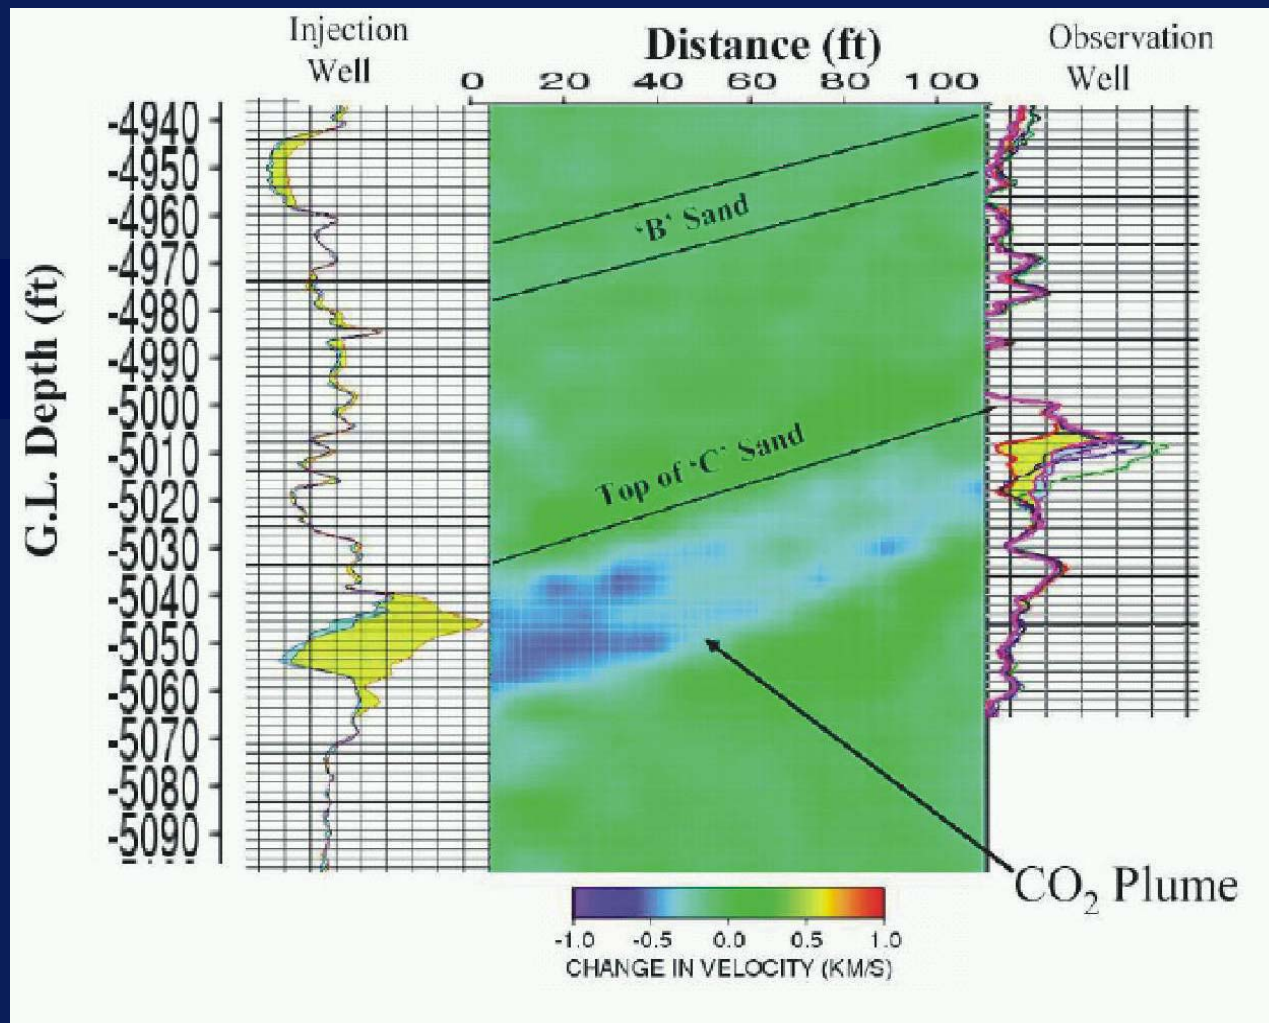 Injection
Well
Distance (ft)
Observation
Well
0 20 40 60 80 100
G.L. Depth (ft)
-4940
-4950
-4960
-4970
-4980
-4990
-5000
-5010
-5020
-5030
-5040
-5050
-5060
-5070
-5080
-5090
'B' Sand
Top of 'C' Sand
CO₂ Plume
-1.0 -0.5 0.0 0.5 1.0
CHANGE IN VELOCITY (KM/S)